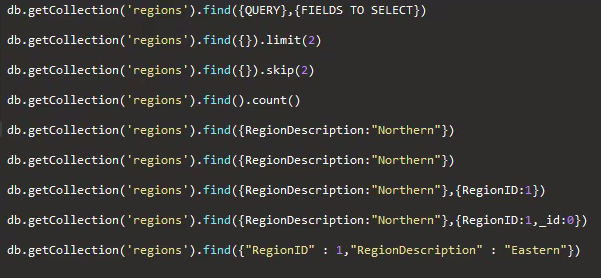 db.getCollection('regions').find({QUERY},{FIELDS TO SELECT})
db.getCollection('regions').find({}).limit(2)
db.getCollection('regions').find({}).skip(2)
db.getCollection('regions').find().count()
db.getCollection('regions').find({RegionDescription:"Northern"})
db.getCollection('regions').find({RegionDescription:"Northern"})
db.getCollection('regions').find({RegionDescription:"Northern"},{RegionID:1})
db.getCollection('regions').find({RegionDescription:"Northern"},{RegionID:1,_id:0})
db.getCollection('regions').find({"RegionID" : 1,"RegionDescription" : "Eastern"})